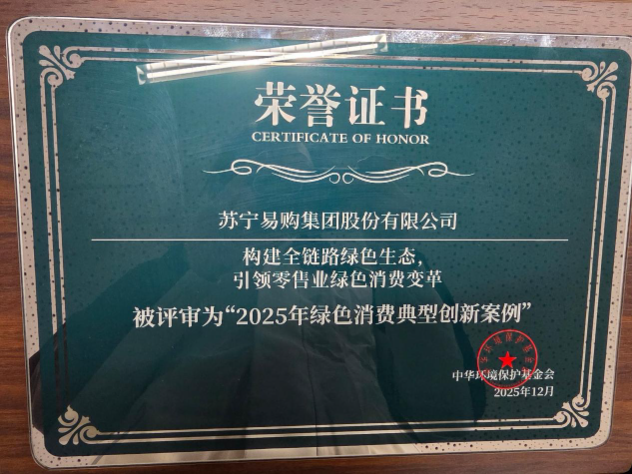 荣誉证书
CERTIFICATE OF HONOR
苏宁易购集团股份有限公司
构建全链路绿色生态，
引领零售业绿色消费变革
被评审为“2025年绿色消费典型创新案例”
中华环境保护基金会
2025年12月